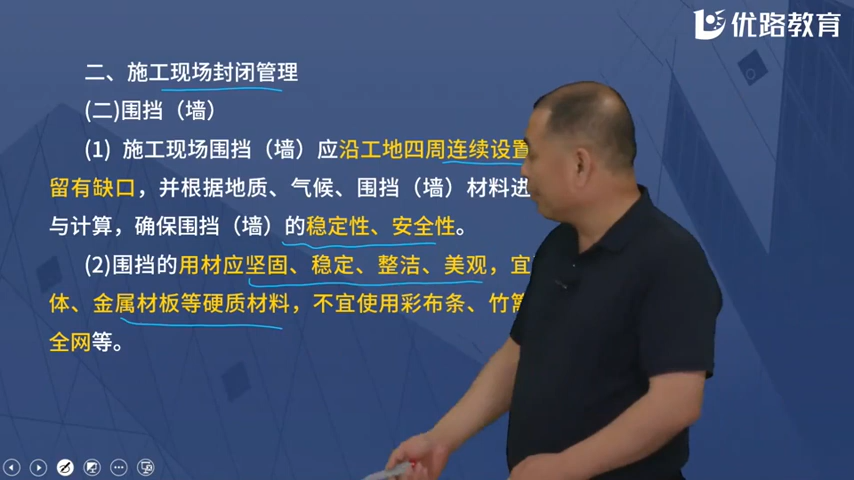 优路教育
二、施工现场封闭管理
(二)围挡（墙）
(1) 施工现场围挡（墙）应沿工地四周连续设置
留有缺口，并根据地质、气候、围挡（墙）材料进
与计算，确保围挡（墙）的稳定性、安全性。
(2)围挡的用材应坚固、稳定、整洁、美观，宜
体、金属材板等硬质材料，不宜使用彩布条、竹篱
全网等。